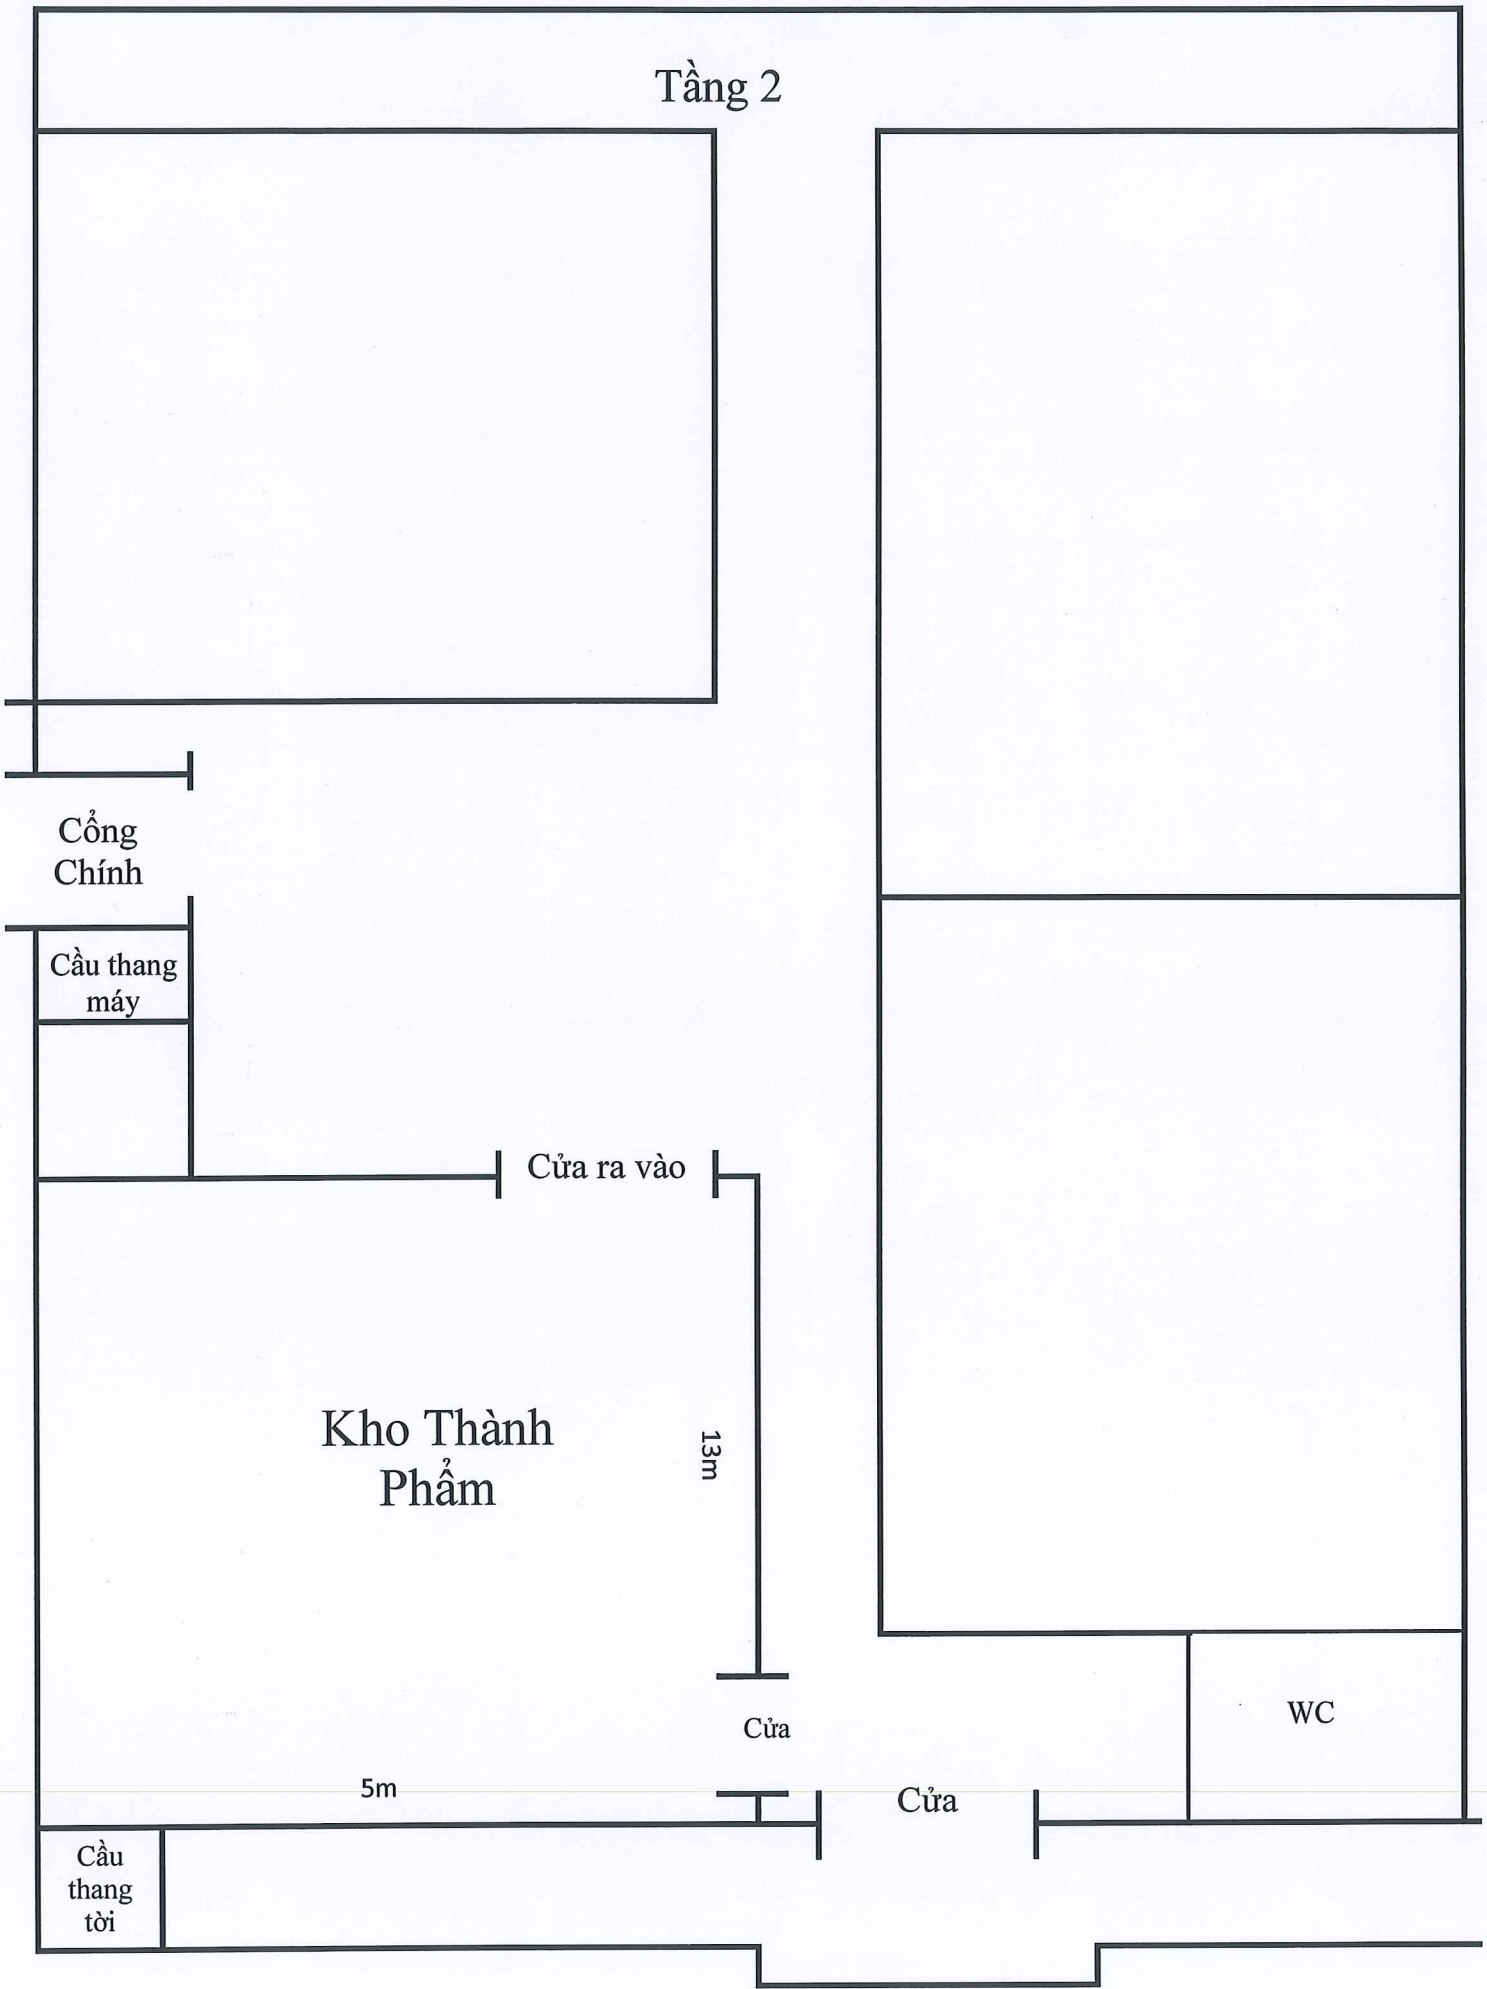 Tầng 2
Cổng
Chính
Cầu thang
máy
Cửa ra vào
Kho Thành
Phẩm
13m
Cửa
WC
5m
Cửa
Cầu
thang
tời